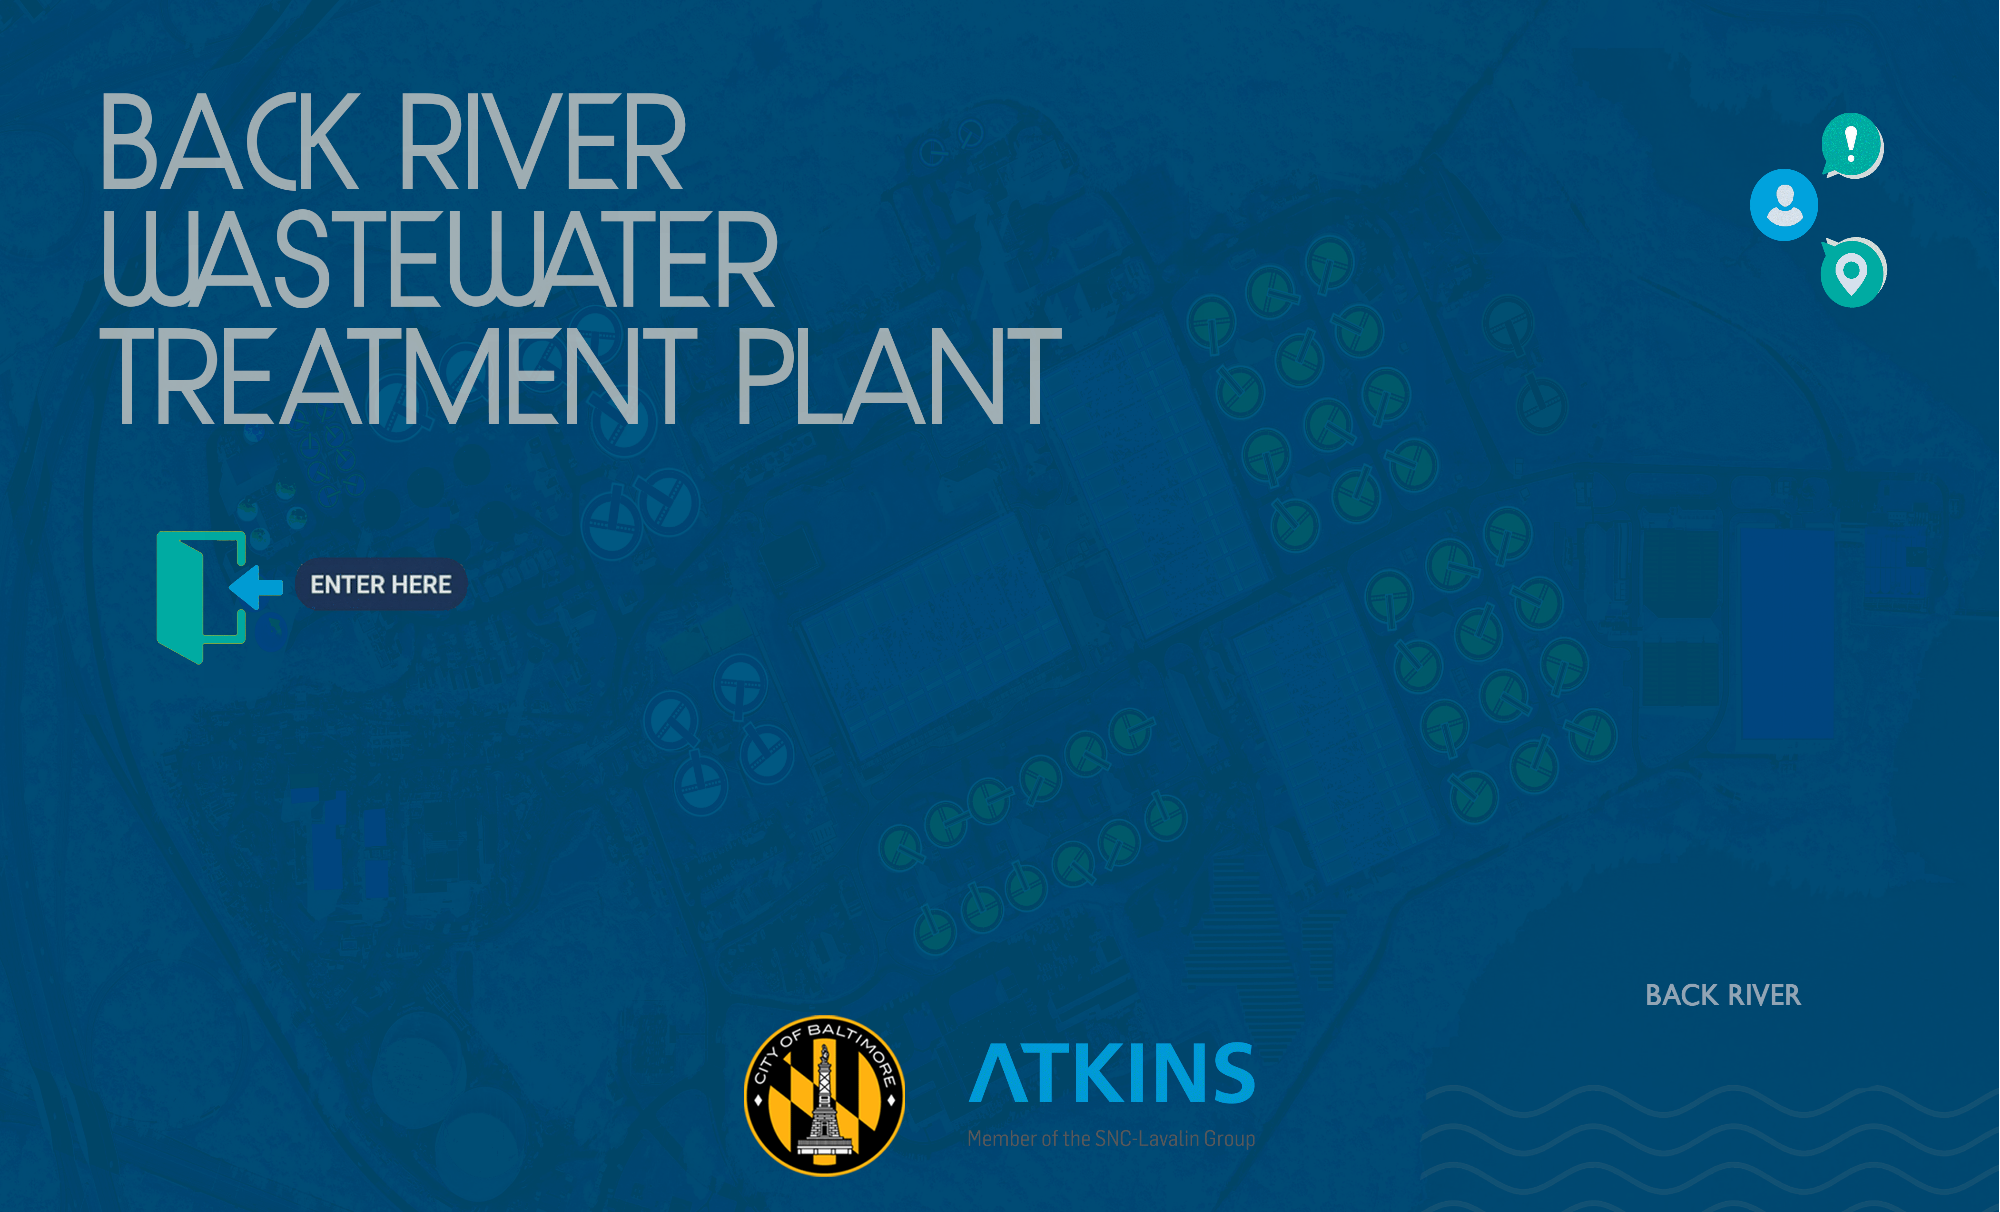 BACK RIVER
WASTEWATER
TREATMENT PLANT
ENTER HERE
BACK RIVER
CITY OF BALTIMORE
ATKINS
Member of the SNC-Lavalin Group